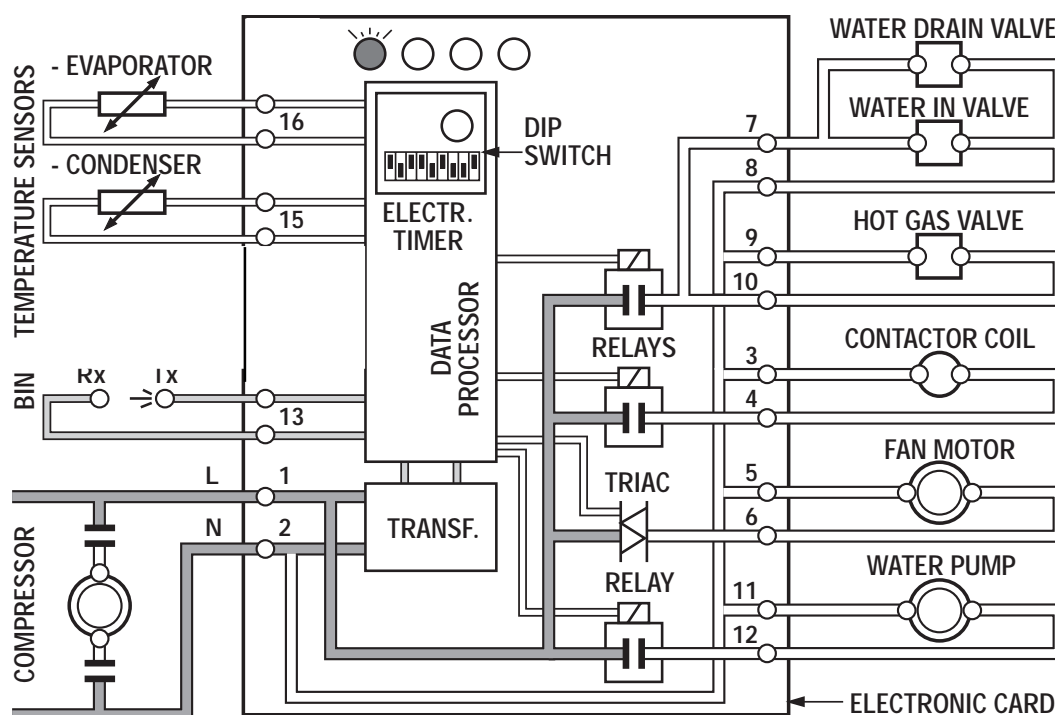 WATER DRAIN VALVE
- EVAPORATOR
16
DIP
SWITCH
7
WATER IN VALVE
TEMPERATURE SENSORS
- CONDENSER
15
8
ELECTR.
TIMER
9
HOT GAS VALVE
10
DATA
PROCESSOR
RELAYS
CONTACTOR COIL
3
4
BIN
Rx
Tx
13
FAN MOTOR
5
6
L
1
TRIAC
N
2
TRANSF.
COMPRESSOR
RELAY
WATER PUMP
11
12
ELECTRONIC CARD